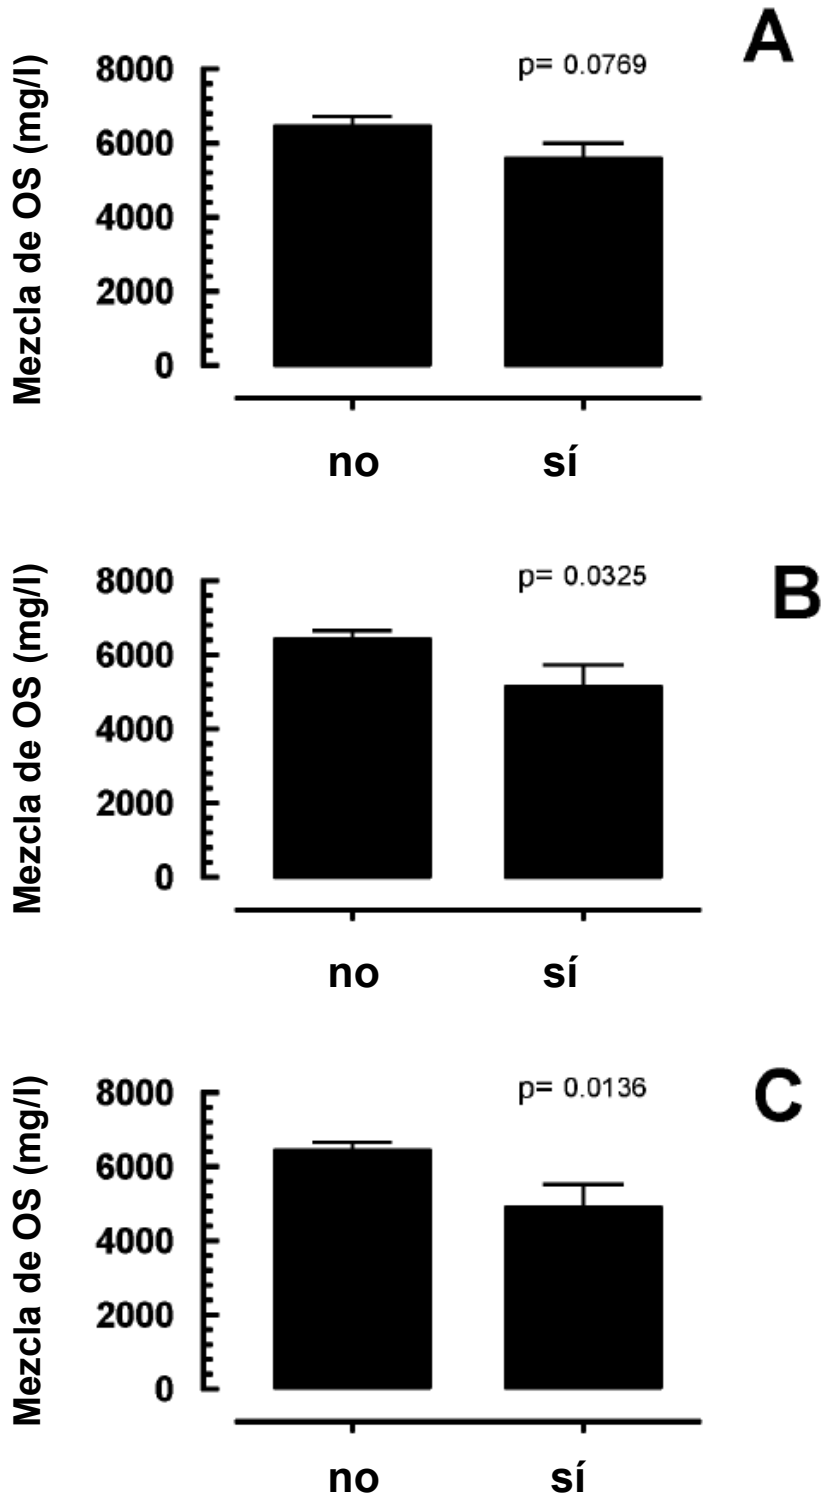 A
p= 0.0769
Mezcla de OS (mg/l)
8000
6000
4000
2000
0
no sí
B
p= 0.0325
Mezcla de OS (mg/l)
8000
6000
4000
2000
0
no sí
C
p= 0.0136
Mezcla de OS (mg/l)
8000
6000
4000
2000
0
no sí